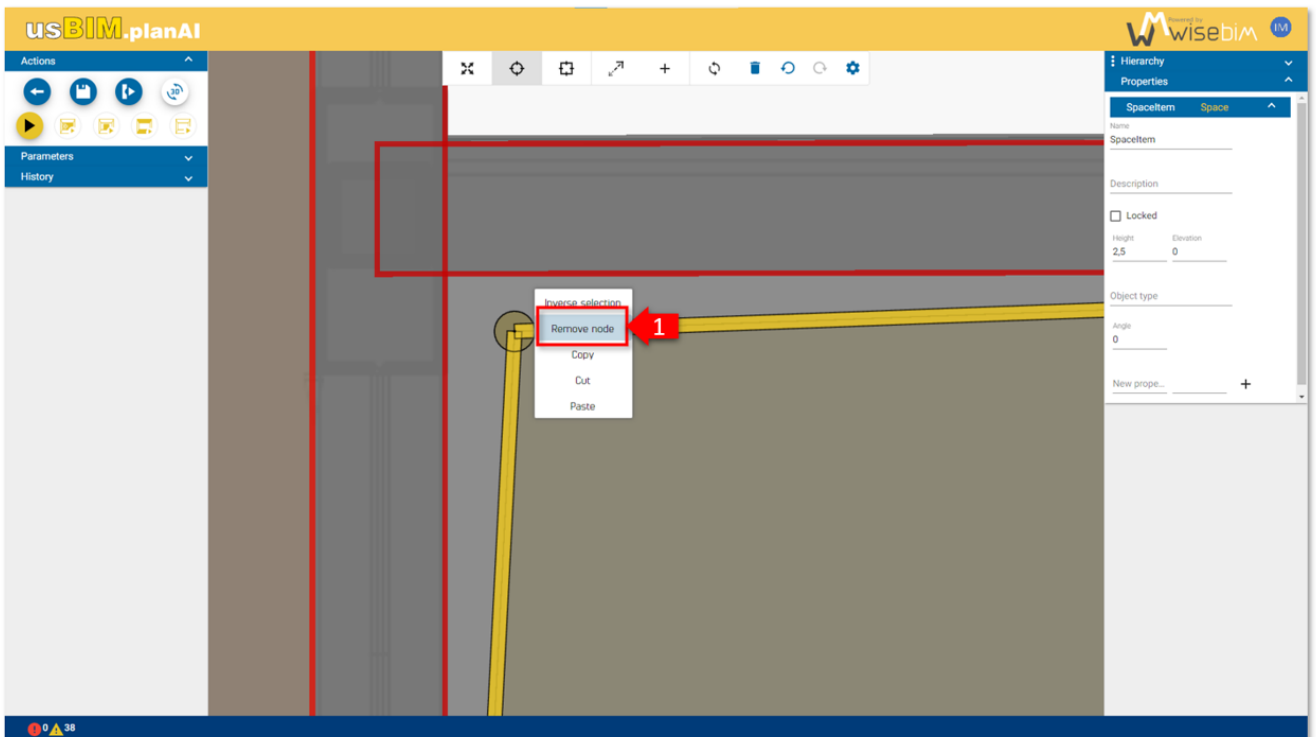 usBIM.planAI
Powered by
wisebim
IM
Actions
3D
Parameters
History
Hierarchy
Properties
SpaceItem Space
Name
SpaceItem
Description
Locked
Height Elevation
2,5 0
Object type
Angle
0
New prope...
Inverse selection
Remove node
1
Copy
Cut
Paste
0 38